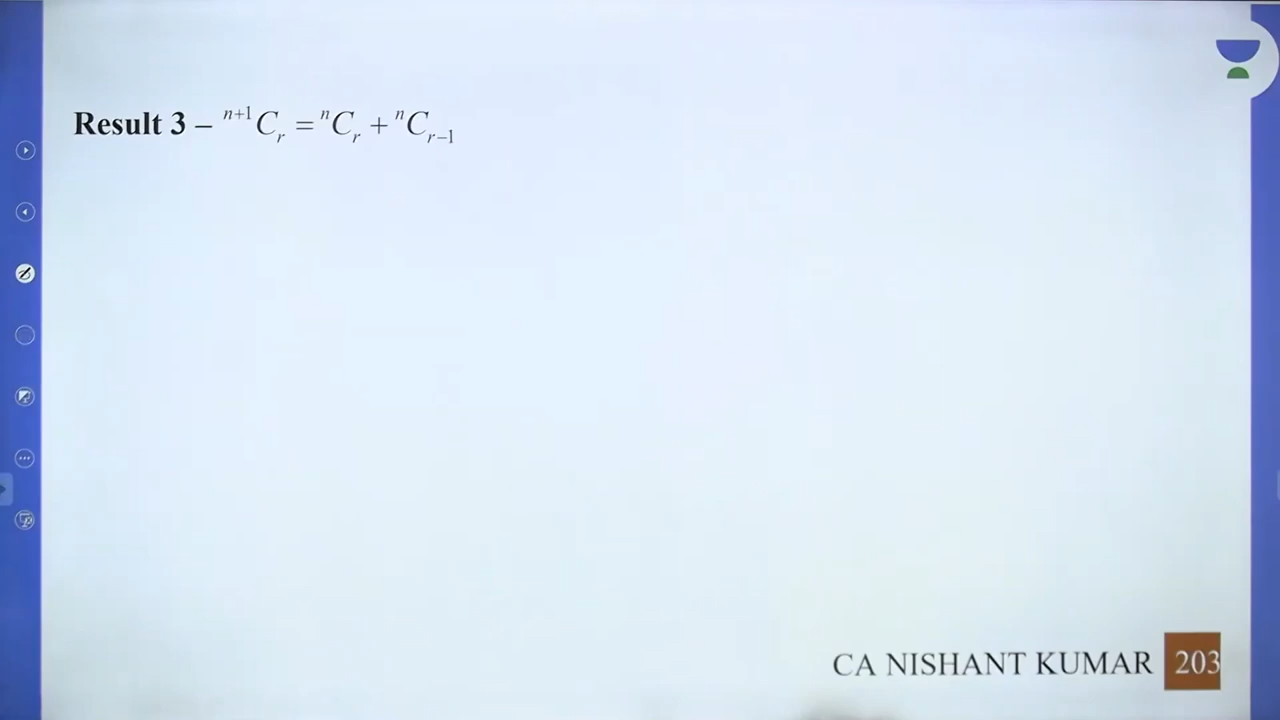 Result 3 – ⁿ⁺¹Cᵣ = ⁿCᵣ + ⁿCᵣ₋₁
CA NISHANT KUMAR 203